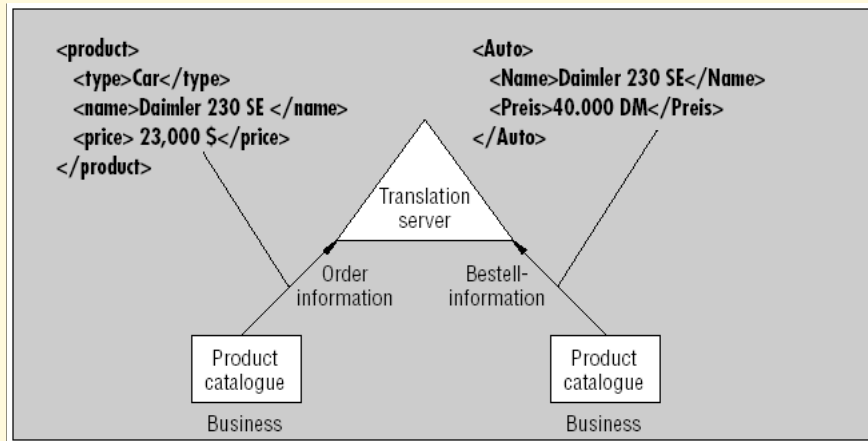 <product>
<type>Car</type>
<name>Daimler 230 SE </name>
<price> 23,000 $</price>
</product>
<Auto>
<Name>Daimler 230 SE</Name>
<Preis>40.000 DM</Preis>
</Auto>
Translation
server
Order
information
Bestell-
information
Product
catalogue
Business
Product
catalogue
Business